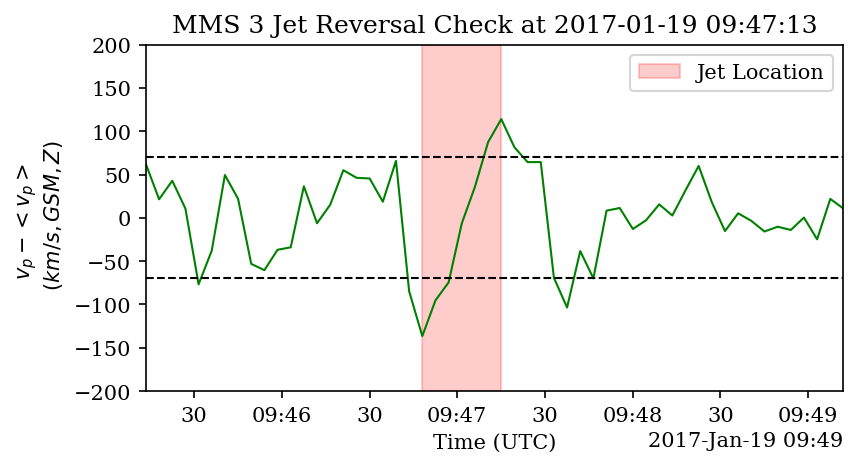 MMS 3 Jet Reversal Check at 2017-01-19 09:47:13
200
150
100
50
0
−50
−100
−150
−200
v_p − < v_p >
(km/s, GSM, Z)
Jet Location
30
09:46
30
09:47
30
09:48
30
09:49
Time (UTC)
2017-Jan-19 09:49